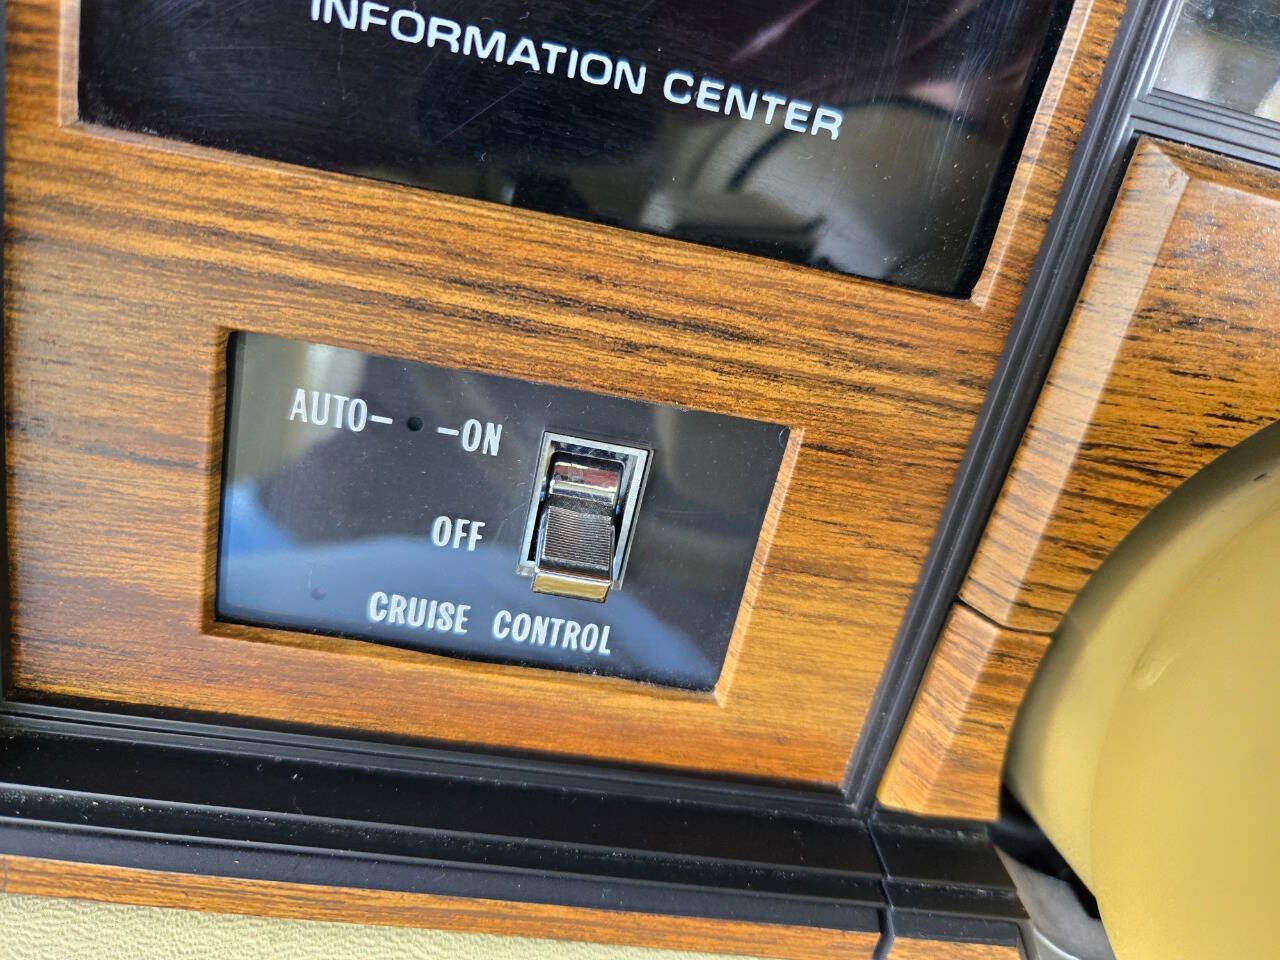 INFORMATION CENTER
AUTO- -ON
OFF
CRUISE CONTROL